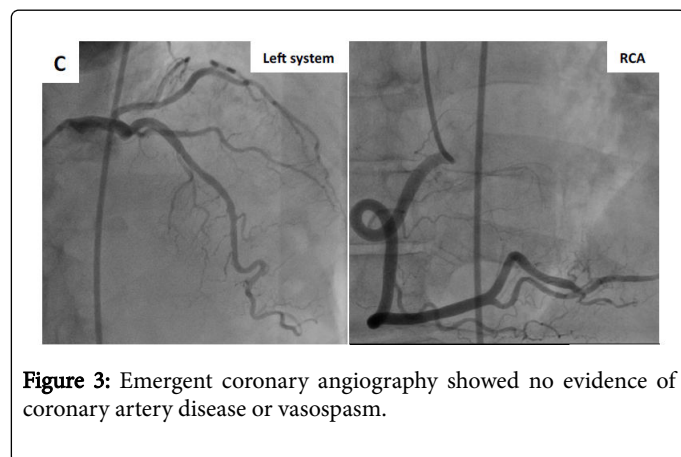 C
Left system
RCA
Figure 3: Emergent coronary angiography showed no evidence of
coronary artery disease or vasospasm.